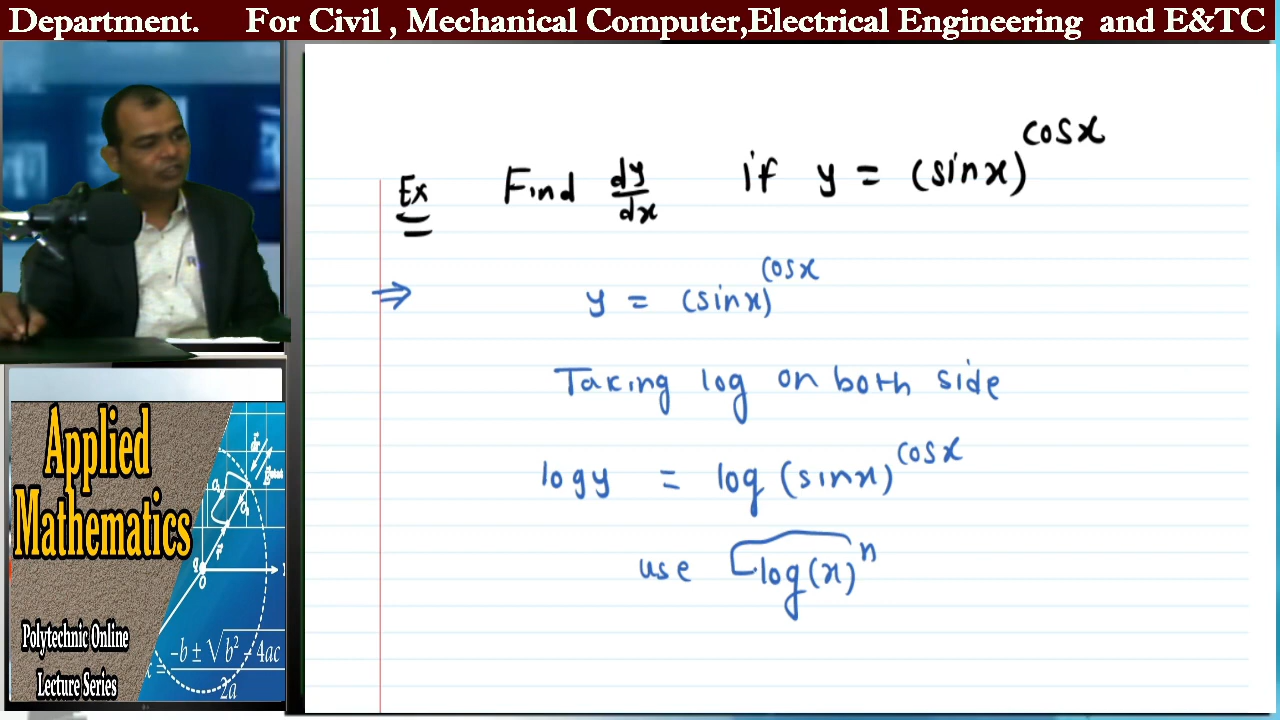 Department. For Civil , Mechanical Computer,Electrical Engineering and E&TC
Ex Find dy/dx if y = (sinx)^cosx
⇒ y = (sinx)^cosx
Taking log on both side
logy = log (sinx)^cosx
use log(x)^n
Applied
Mathematics
Polytechnic Online
Lecture Series
x = -b ± √b² - 4ac / 2a